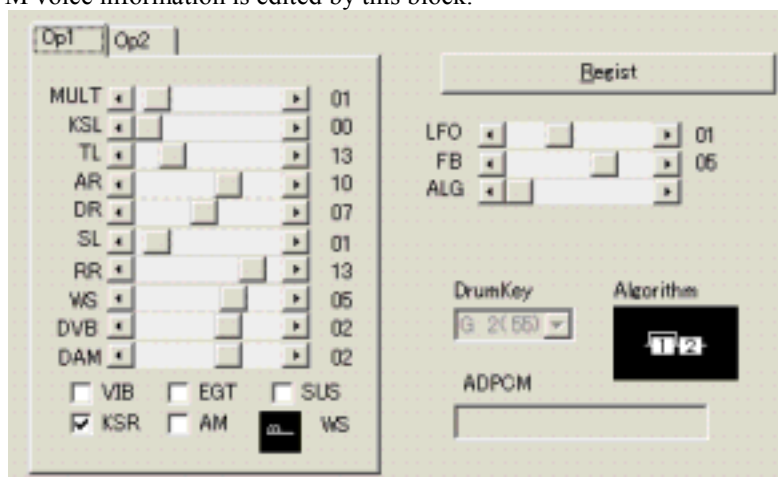 M voice information is edited by this block.
Op1 Op2
Regist
MULT 01
KSL 00
TL 13
AR 10
DR 07
SL 01
RR 13
WS 05
DVB 02
DAM 02
VIB EGT SUS
KSR AM WS
LFO 01
FB 05
ALG
DrumKey Algorithm
G 2(55)
1 2
ADPCM